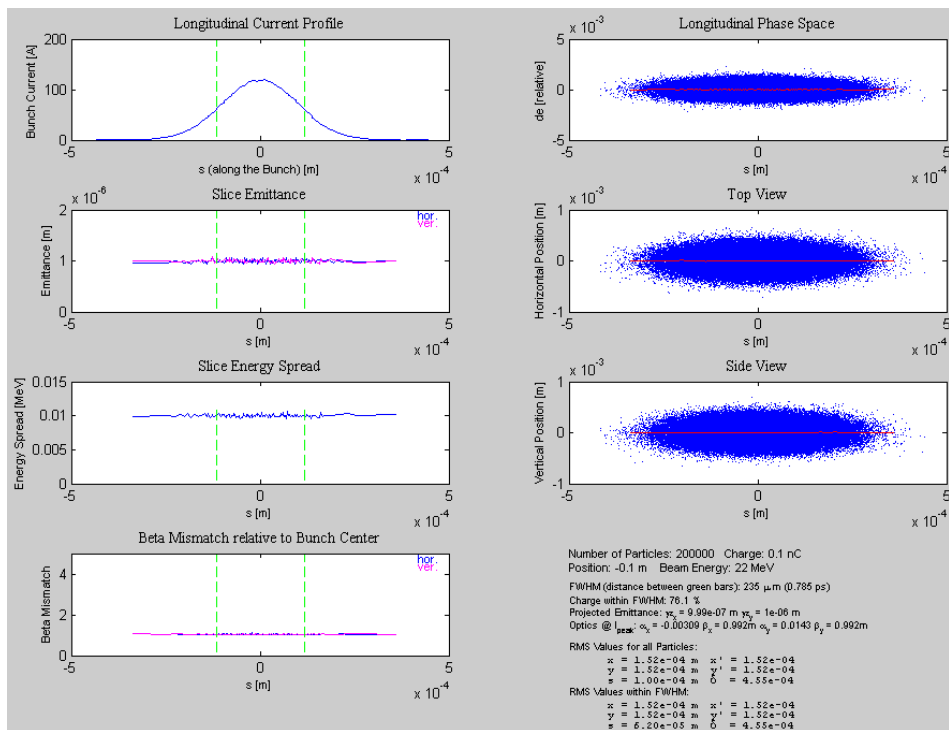 Longitudinal Current Profile
200
100
0
Bunch Current [A]
-5
0
5
s (along the Bunch) [m]
x 10^-4
Slice Emittance
x 10^-6
2
1
0
Emittance [m]
hor.
ver.
-5
0
5
s [m]
x 10^-4
Slice Energy Spread
0.015
0.01
0.005
0
Energy Spread [MeV]
-5
0
5
s [m]
x 10^-4
Beta Mismatch relative to Bunch Center
4
2
0
Beta Mismatch
hor.
ver.
-5
0
5
s [m]
x 10^-4
Longitudinal Phase Space
x 10^-3
5
0
-5
de [relative]
-5
0
5
s [m]
x 10^-4
Top View
x 10^-3
1
0
-1
Horizontal Position [m]
-5
0
5
s [m]
x 10^-4
Side View
x 10^-3
1
0
-1
Vertical Position [m]
-5
0
5
s [m]
x 10^-4
Number of Particles: 200000 Charge: 0.1 nC
Position: -0.1 m Beam Energy: 22 MeV
FWHM (distance between green bars): 235 μm (0.785 ps)
Charge within FWHM: 76.1 %
Projected Emittance: γε_x = 9.99e-07 m γε_y = 1e-06 m
Optics @ I_peak: α_x = -0.00309 β_x = 0.992m α_y = 0.0143 β_y = 0.992m
RMS Values for all Particles:
x = 1.52e-04 m x' = 1.52e-04
y = 1.52e-04 m y' = 1.52e-04
s = 1.00e-04 m δ = 4.55e-04
RMS Values within FWHM:
x = 1.52e-04 m x' = 1.52e-04
y = 1.52e-04 m y' = 1.52e-04
s = 6.20e-05 m δ = 4.55e-04